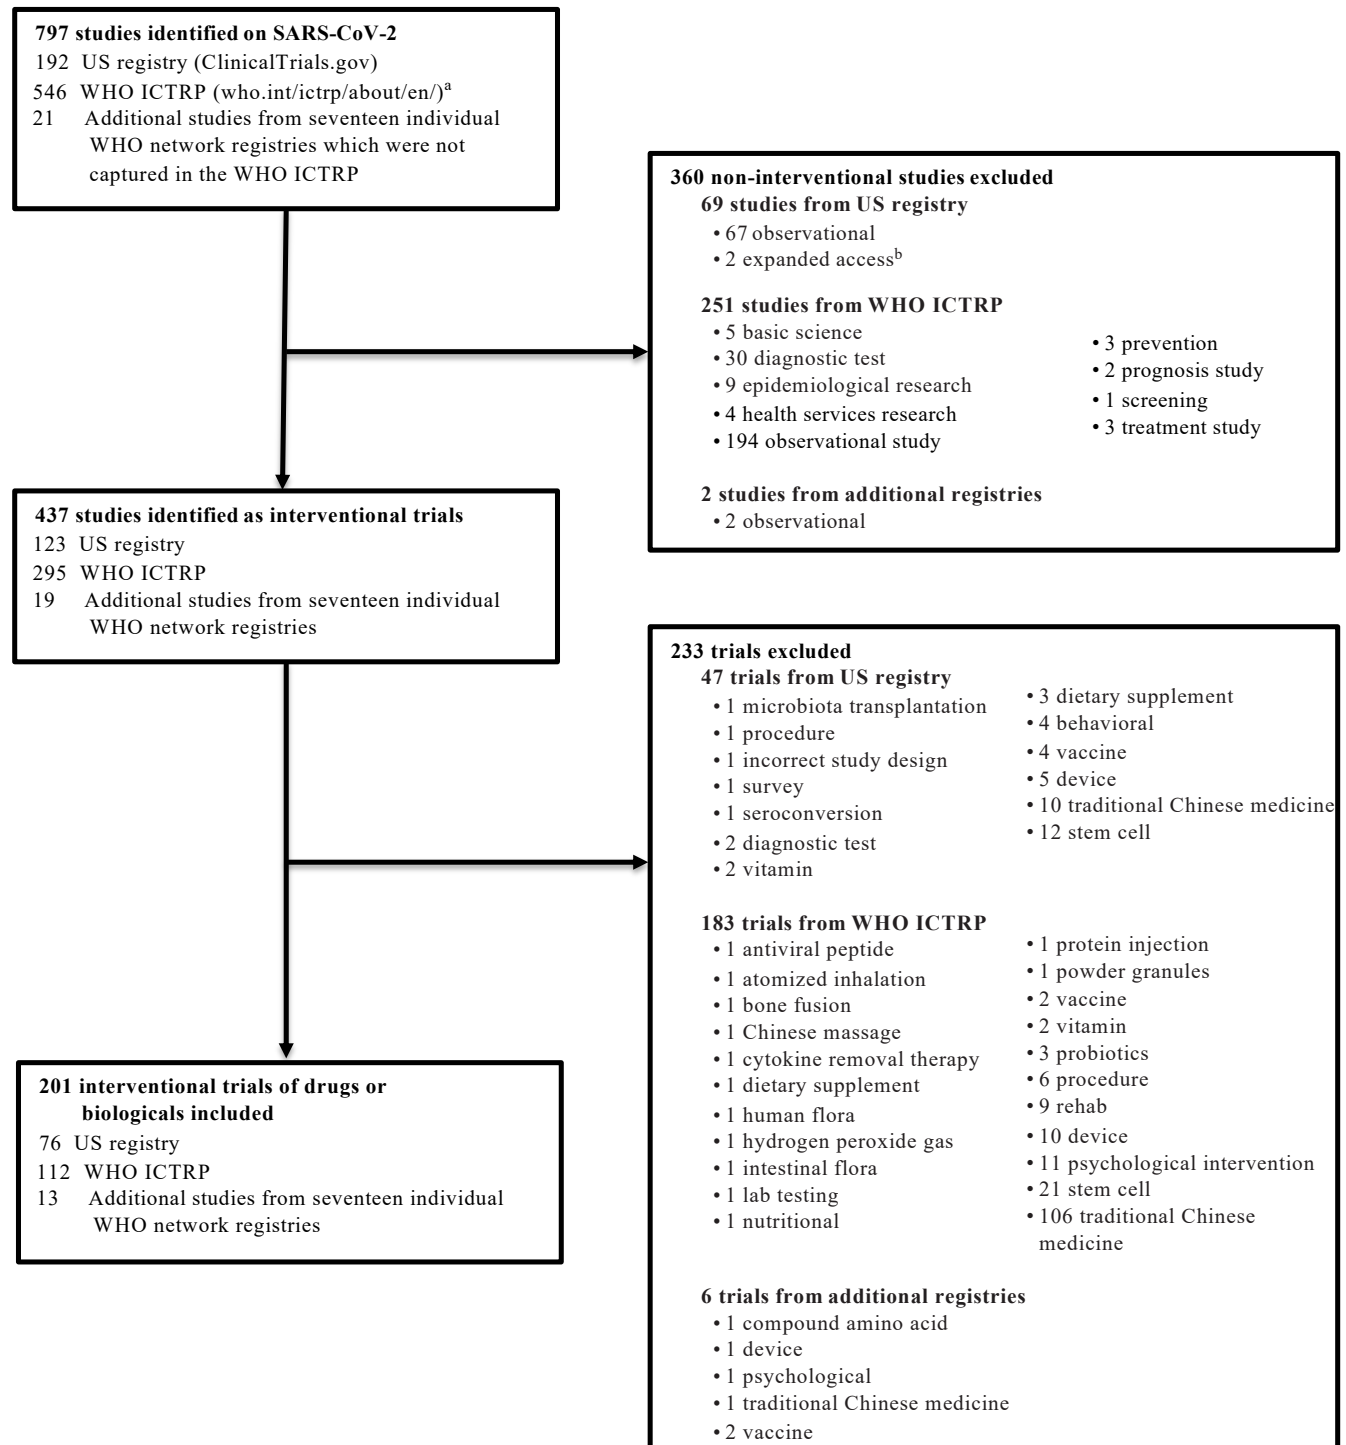 797 studies identified on SARS-CoV-2
192 US registry (ClinicalTrials.gov)
546 WHO ICTRP (who.int/ictrp/about/en/)a
21 Additional studies from seventeen individual
WHO network registries which were not
captured in the WHO ICTRP
360 non-interventional studies excluded
69 studies from US registry
• 67 observational
• 2 expanded accessb
251 studies from WHO ICTRP
• 5 basic science
• 30 diagnostic test
• 9 epidemiological research
• 4 health services research
• 194 observational study
• 3 prevention
• 2 prognosis study
• 1 screening
• 3 treatment study
2 studies from additional registries
• 2 observational
437 studies identified as interventional trials
123 US registry
295 WHO ICTRP
19 Additional studies from seventeen individual
WHO network registries
233 trials excluded
47 trials from US registry
• 1 microbiota transplantation
• 1 procedure
• 1 incorrect study design
• 1 survey
• 1 seroconversion
• 2 diagnostic test
• 2 vitamin
• 3 dietary supplement
• 4 behavioral
• 4 vaccine
• 5 device
• 10 traditional Chinese medicine
• 12 stem cell
183 trials from WHO ICTRP
• 1 antiviral peptide
• 1 atomized inhalation
• 1 bone fusion
• 1 Chinese massage
• 1 cytokine removal therapy
• 1 dietary supplement
• 1 human flora
• 1 hydrogen peroxide gas
• 1 intestinal flora
• 1 lab testing
• 1 nutritional
• 1 protein injection
• 1 powder granules
• 2 vaccine
• 2 vitamin
• 3 probiotics
• 6 procedure
• 9 rehab
• 10 device
• 11 psychological intervention
• 21 stem cell
• 106 traditional Chinese
medicine
6 trials from additional registries
• 1 compound amino acid
• 1 device
• 1 psychological
• 1 traditional Chinese medicine
• 2 vaccine
201 interventional trials of drugs or
biologicals included
76 US registry
112 WHO ICTRP
13 Additional studies from seventeen individual
WHO network registries